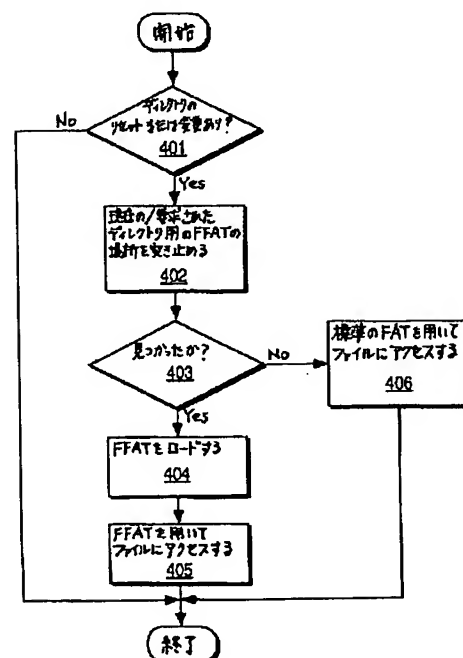 開始
ディレクトリの
リセットまたは変更あり?
401
No
Yes
現在の/要求された
ディレクトリ用のFFATの
場所を突き止める
402
見つかったか?
403
No
Yes
標準のFATを用いて
ファイルにアクセスする
406
FFATをロードする
404
FFATを用いて
ファイルにアクセスする
405
終了